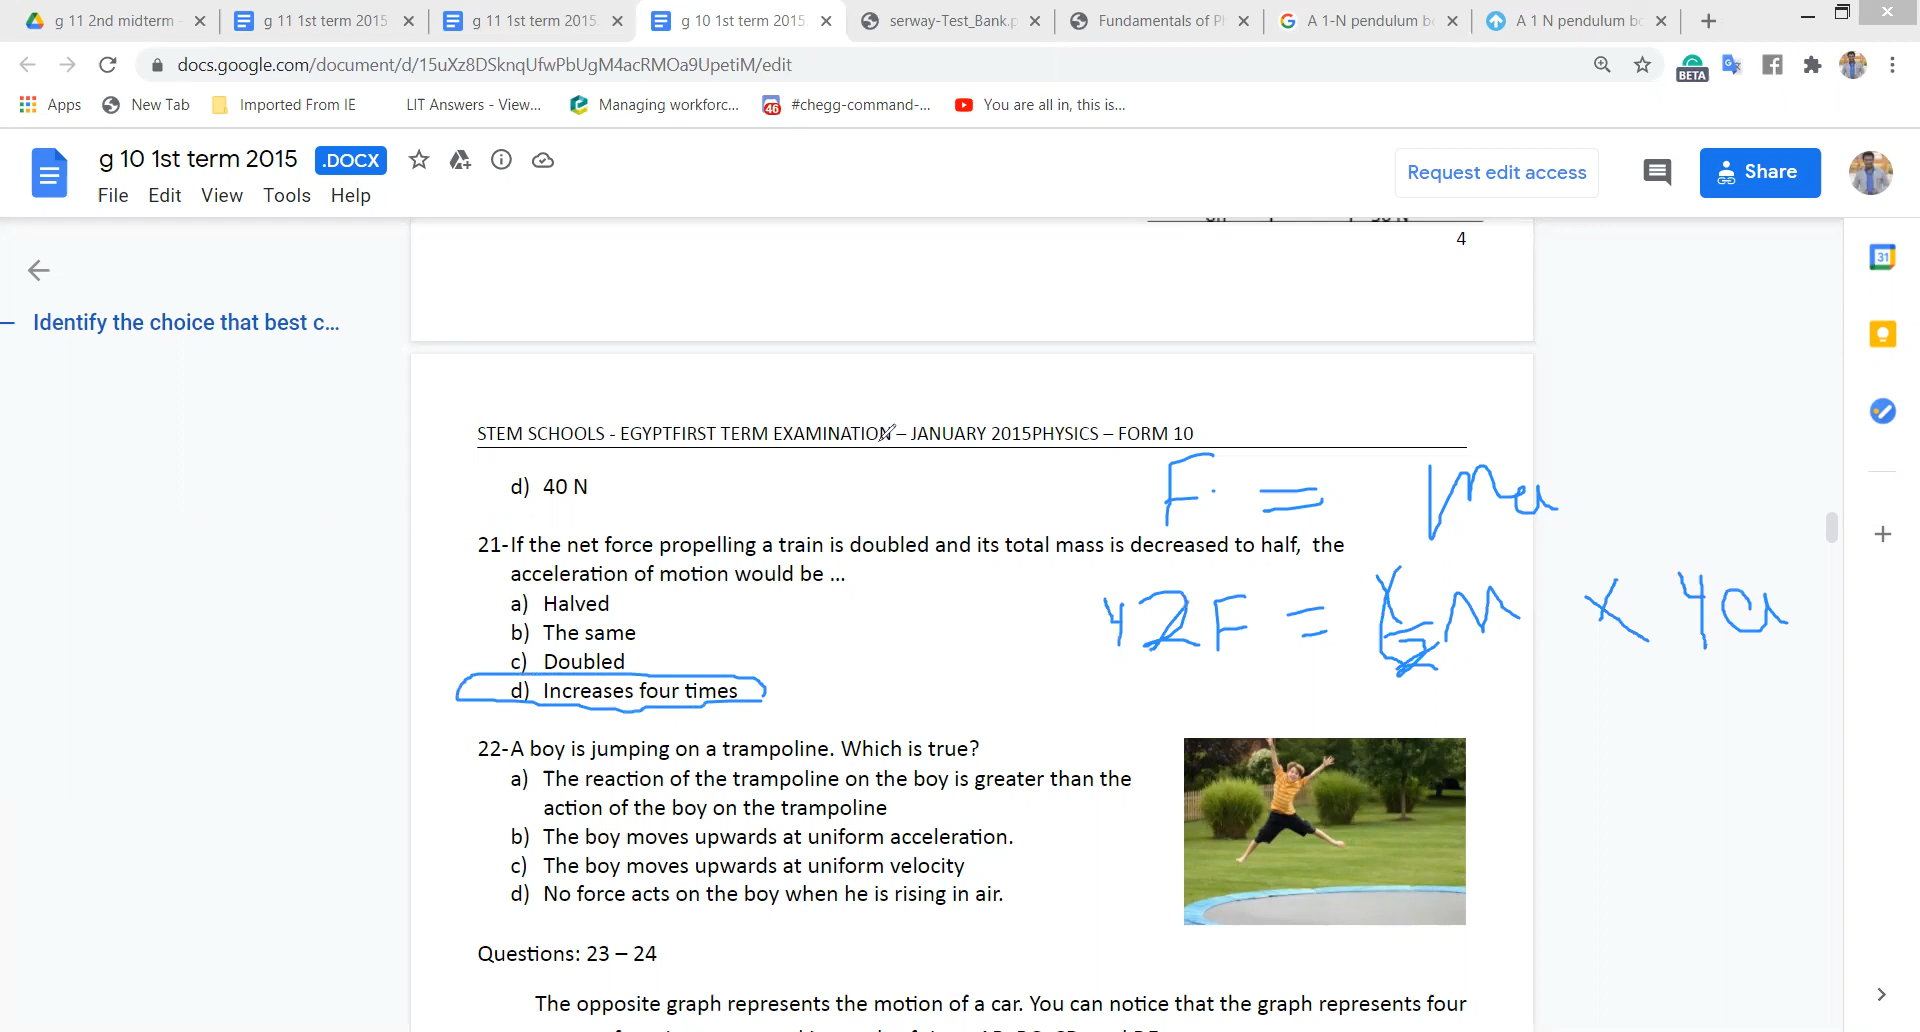 g 11 2nd midterm -
g 11 1st term 2015
g 11 1st term 2015.
g 10 1st term 2015.
serway-Test_Bank.p
Fundamentals of P
A 1-N pendulum b
A 1 N pendulum b
docs.google.com/document/d/15uXz8DSknqUfwPbUgM4acRMOa9UpetiM/edit
BETA
Apps
New Tab
Imported From IE
LIT Answers - View...
Managing workforc...
46
#chegg-command-...
You are all in, this is...
g 10 1st term 2015
.DOCX
File Edit View Tools Help
Request edit access
Share
4
31
Identify the choice that best c...
STEM SCHOOLS - EGYPTFIRST TERM EXAMINATION – JANUARY 2015PHYSICS – FORM 10
d) 40 N
F = ma
21-If the net force propelling a train is doubled and its total mass is decreased to half, the
acceleration of motion would be ...
a) Halved
b) The same
c) Doubled
d) Increases four times
F = M × 4a
22-A boy is jumping on a trampoline. Which is true?
a) The reaction of the trampoline on the boy is greater than the
action of the boy on the trampoline
b) The boy moves upwards at uniform acceleration.
c) The boy moves upwards at uniform velocity
d) No force acts on the boy when he is rising in air.
Questions: 23 – 24
The opposite graph represents the motion of a car. You can notice that the graph represents four